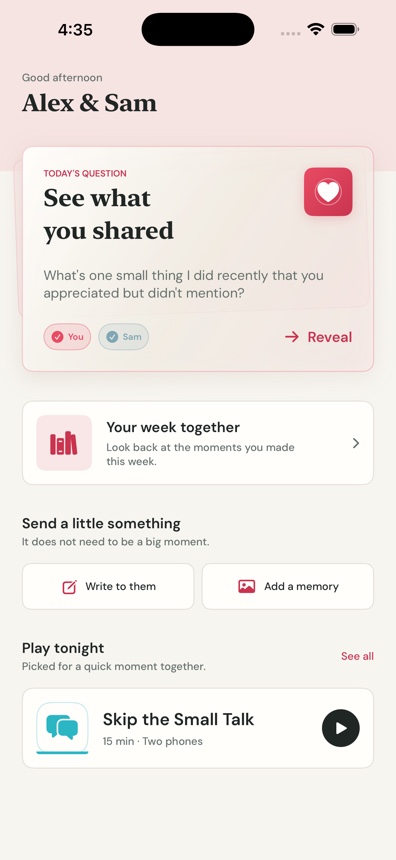 4:35
Good afternoon
Alex & Sam
TODAY'S QUESTION
See what
you shared
What's one small thing I did recently that you
appreciated but didn't mention?
You
Sam
Reveal
Your week together
Look back at the moments you made
this week.
Send a little something
It does not need to be a big moment.
Write to them
Add a memory
Play tonight
See all
Picked for a quick moment together.
Skip the Small Talk
15 min · Two phones